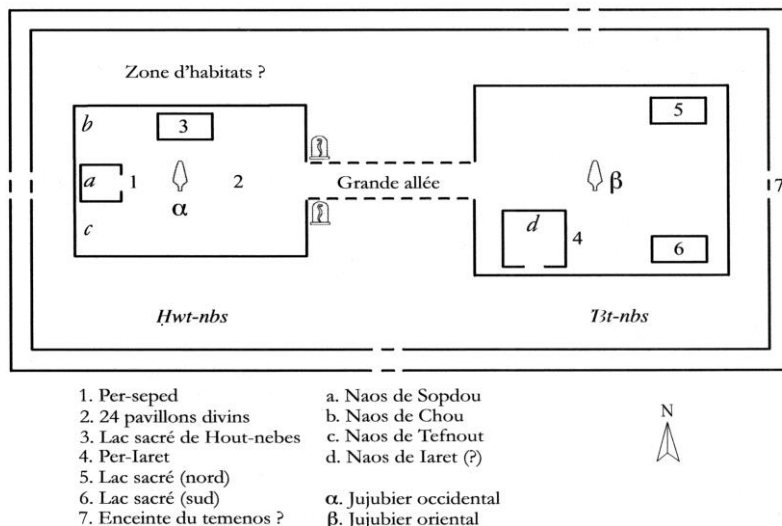 Zone d'habitats ?
b
3
5
a 1 2 Grande allée β 7
α
c
d
4
6
Ḥwt-nbs
I3t-nbs
1. Per-seped
2. 24 pavillons divins
3. Lac sacré de Hout-nebes
4. Per-Iaret
5. Lac sacré (nord)
6. Lac sacré (sud)
7. Enceinte du temenos ?
a. Naos de Sopdou
b. Naos de Chou
c. Naos de Tefnout
d. Naos de Iaret (?)
α. Jujubier occidental
β. Jujubier oriental
N